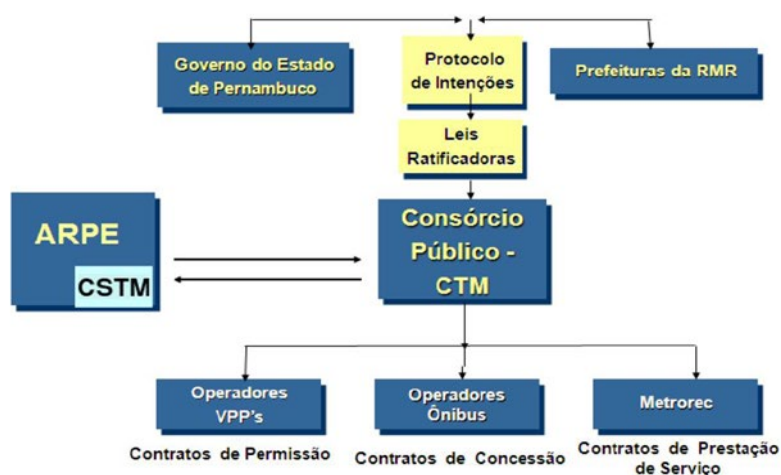 Governo do Estado
de Pernambuco
Protocolo
de Intenções
Prefeituras da RMR
Leis
Ratificadoras
ARPE
CSTM
Consórcio
Público -
CTM
Operadores
VPP's
Operadores
Ônibus
Metrorec
Contratos de Permissão
Contratos de Concessão
Contratos de Prestação
de Serviço